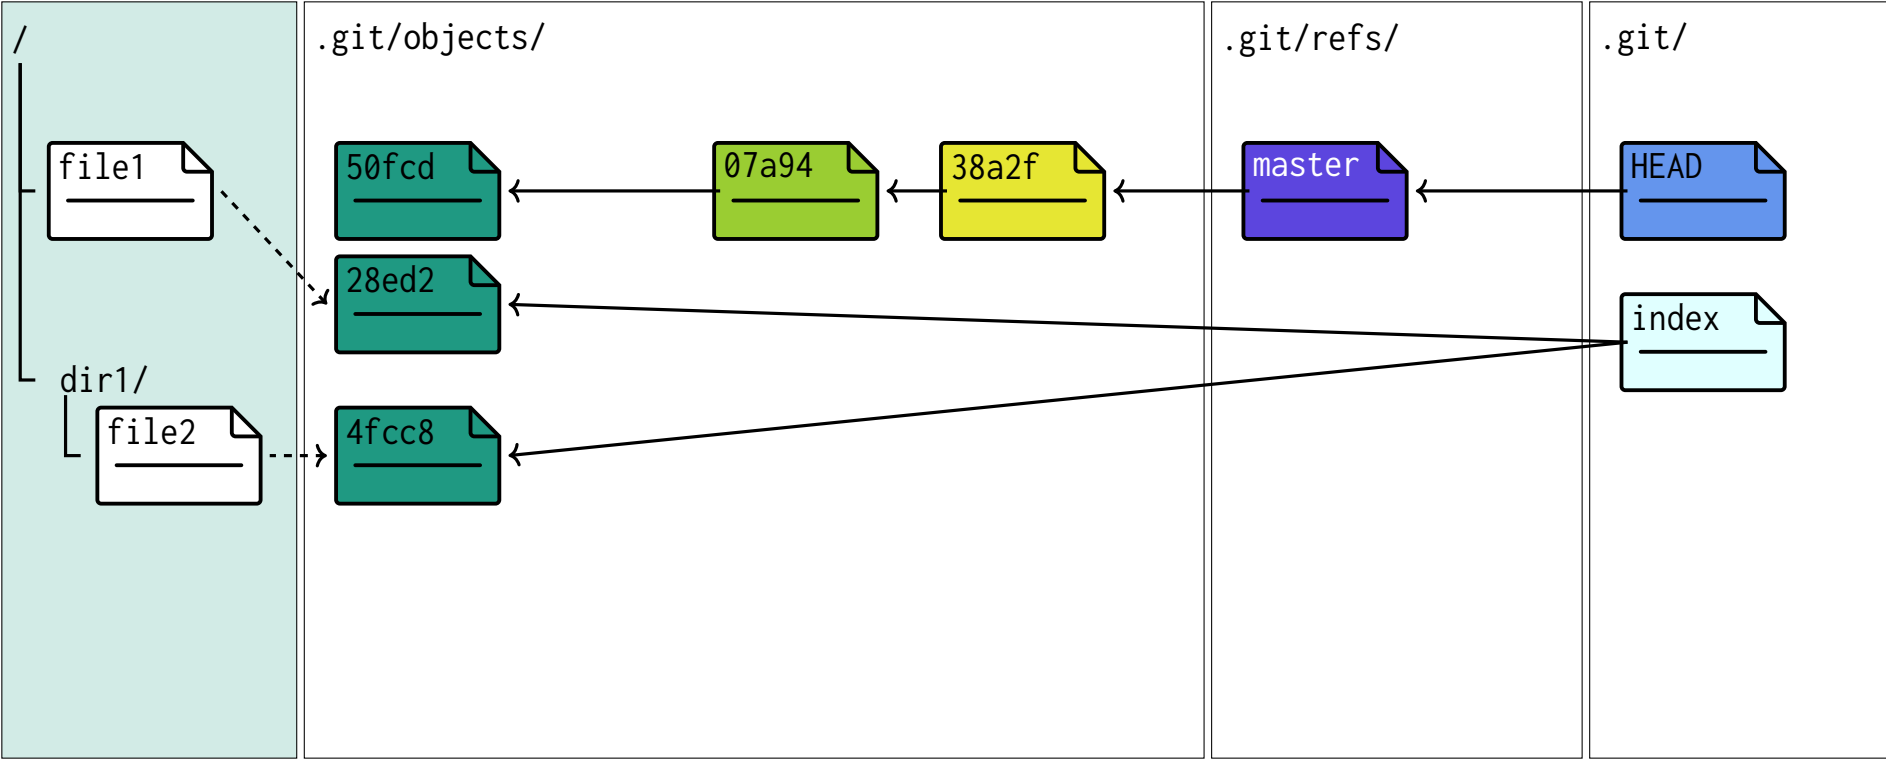 /
.git/objects/
.git/refs/
.git/
file1
50fcd
07a94
38a2f
master
HEAD
28ed2
index
dir1/
file2
4fcc8